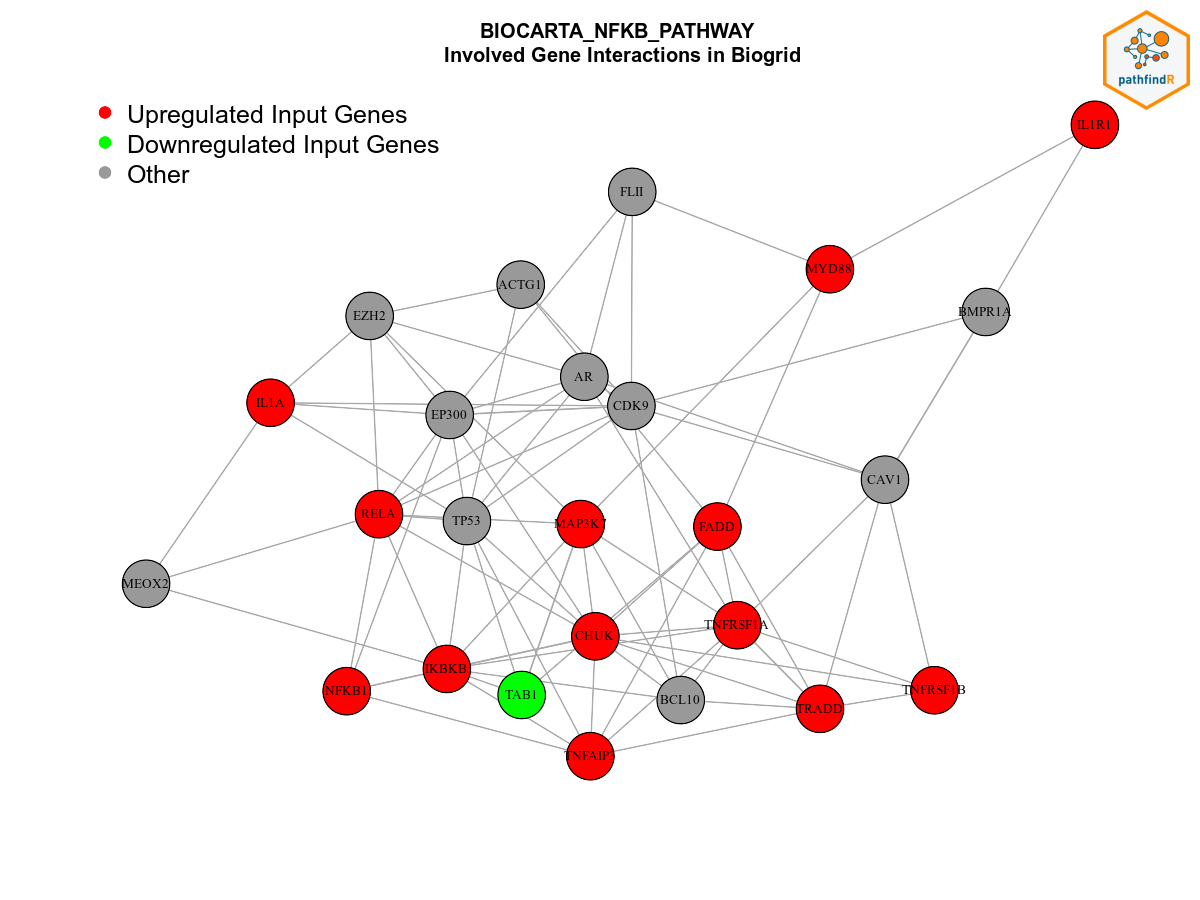 BIOCARTA_NFKB_PATHWAY
Involved Gene Interactions in Biogrid
pathfindR
Upregulated Input Genes
Downregulated Input Genes
Other
IL1R1
FLII
MYD88
ACTG1
BMPR1A
EZH2
AR
IL1A
CDK9
EP300
CAV1
RELA
TP53
MAP3K7
FADD
MEOX2
TNFRSF1A
CHUK
IKBKB
NFKB1
TAB1
BCL10
TNFRSF1B
TRADD
TNFAIP3